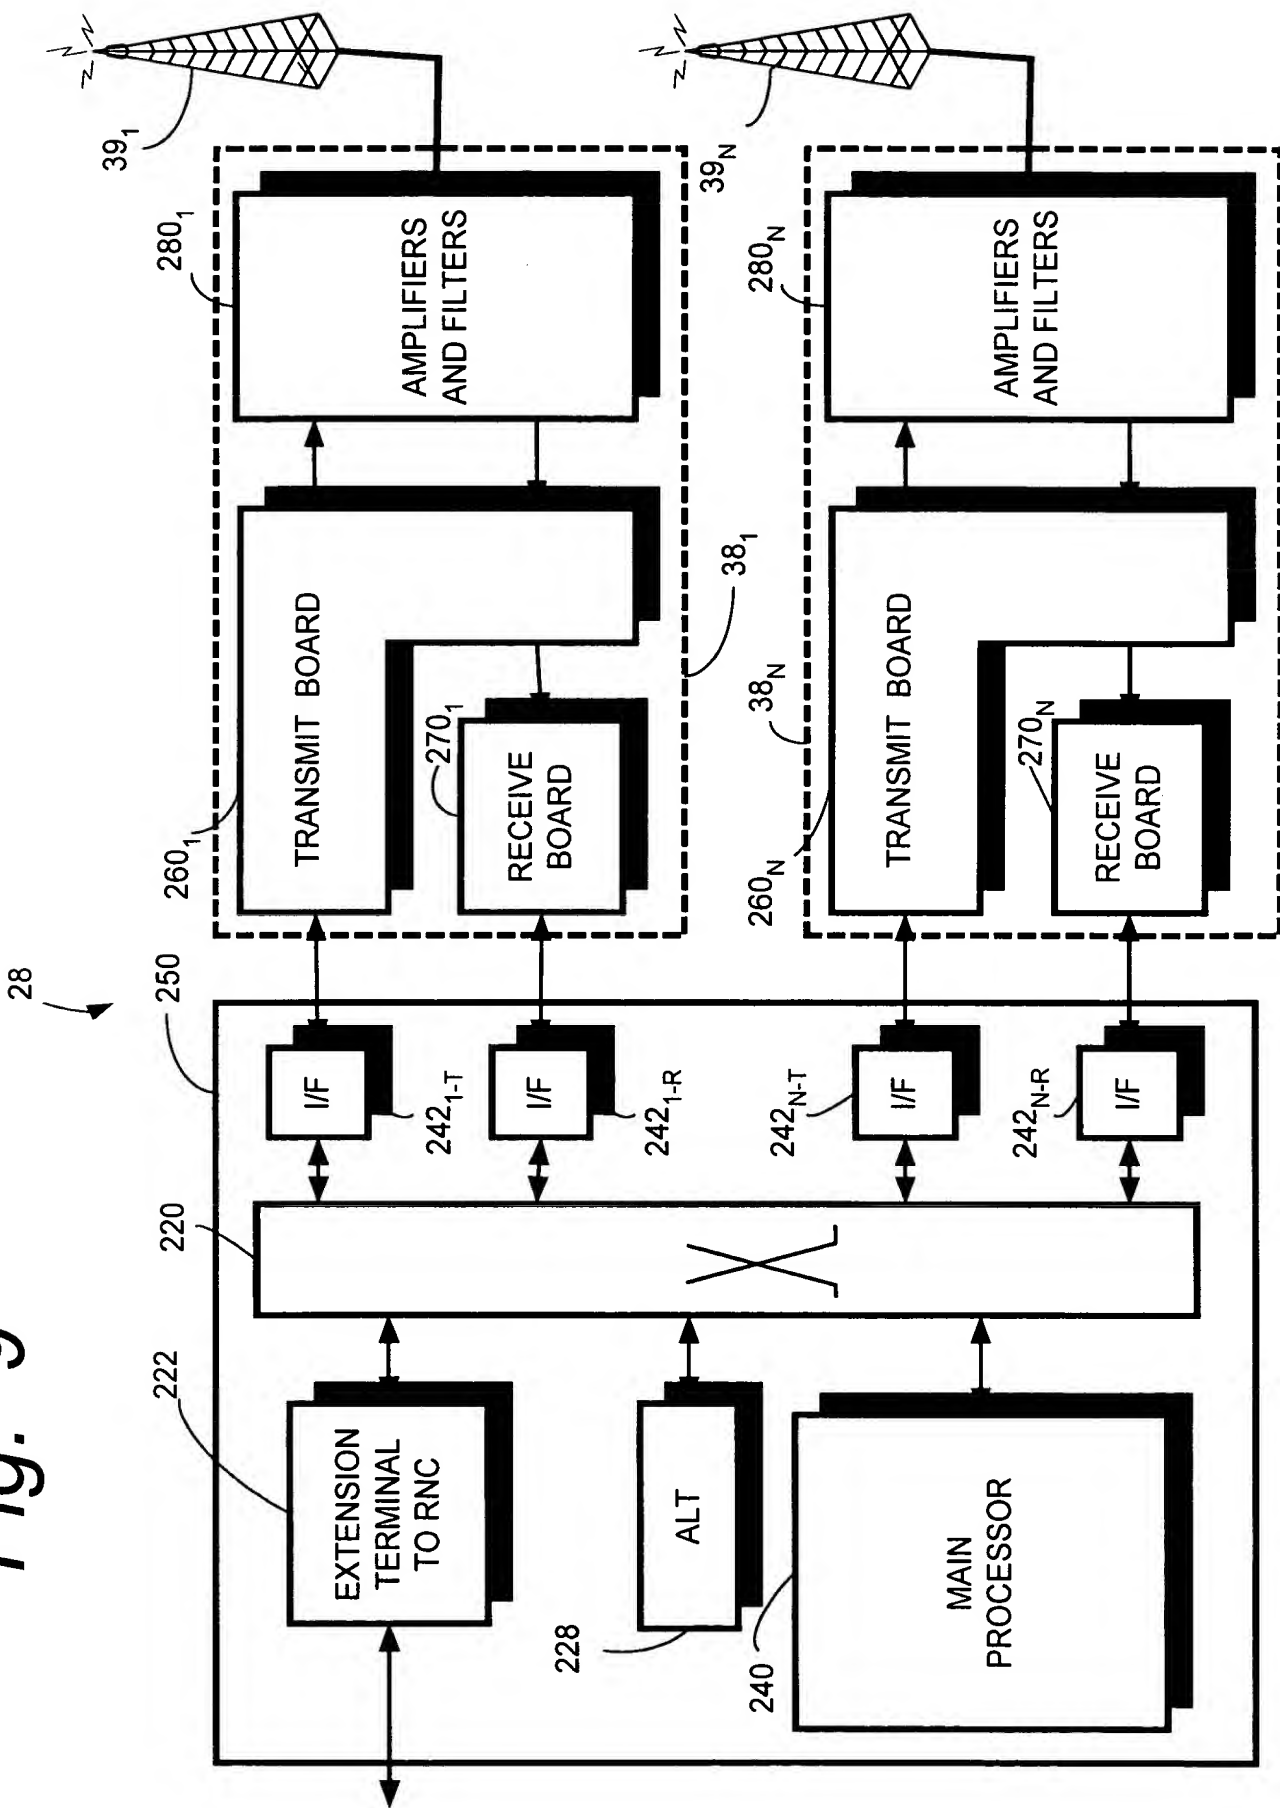 Fig.
28
222
220
250
260₁
280₁
39₁
EXTENSION
TERMINAL
TO RNC
I/F
242₁₋T
TRANSMIT BOARD
AMPLIFIERS
AND FILTERS
I/F
242₁₋R
270₁
RECEIVE
BOARD
38₁
228
ALT
39N
240
MAIN
PROCESSOR
242N-T
I/F
260N
38N
280N
TRANSMIT BOARD
AMPLIFIERS
AND FILTERS
242N-R
I/F
270N
RECEIVE
BOARD